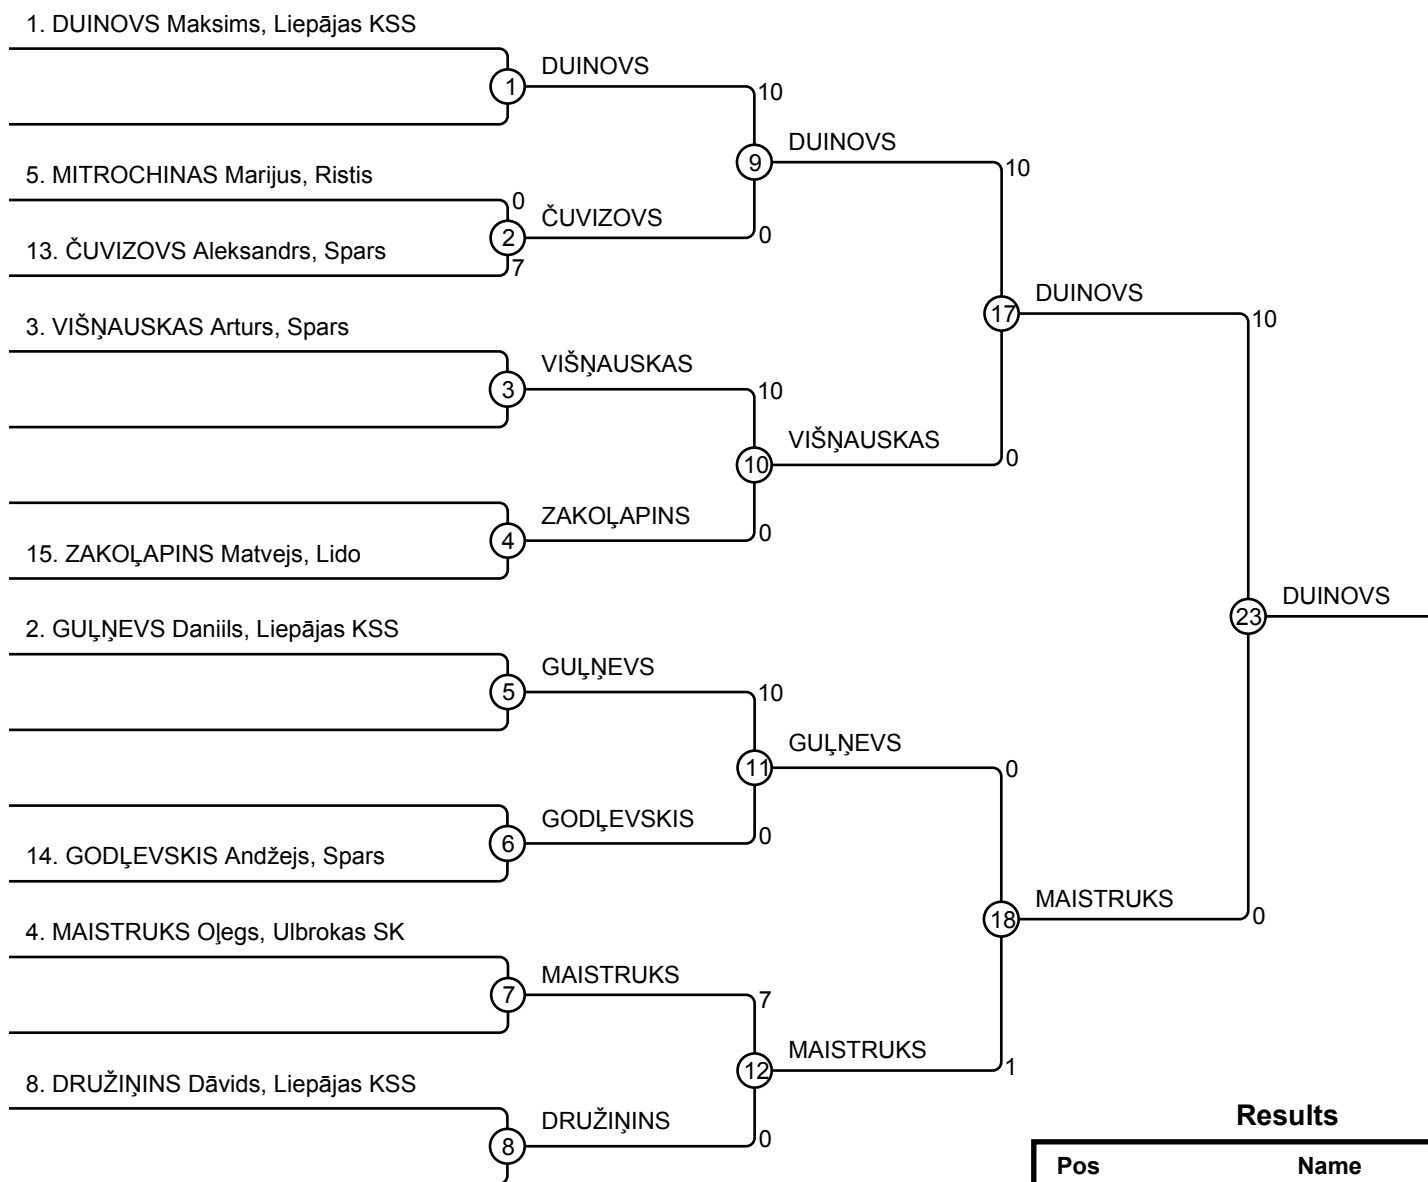 1. DUINOVS Maksims, Liepājas KSS
1
DUINOVS
10
5. MITROCHINAS Marijus, Ristis
0
2
ČUVIZOVS
0
13. ČUVIZOVS Aleksandrs, Spars
7
9
DUINOVS
10
3. VIŠŅAUSKAS Arturs, Spars
3
VIŠŅAUSKAS
10
15. ZAKOĻAPINS Matvejs, Lido
4
ZAKOĻAPINS
0
10
VIŠŅAUSKAS
0
17
DUINOVS
10
2. GUĻŅEVS Daniils, Liepājas KSS
5
GUĻŅEVS
10
14. GODĻEVSKIS Andžejs, Spars
6
GODĻEVSKIS
0
11
GUĻŅEVS
0
4. MAISTRUKS Oļegs, Ulbrokas SK
7
MAISTRUKS
7
8. DRUŽIŅINS Dāvids, Liepājas KSS
8
DRUŽIŅINS
0
12
MAISTRUKS
1
18
MAISTRUKS
0
23
DUINOVS
Results
Pos Name